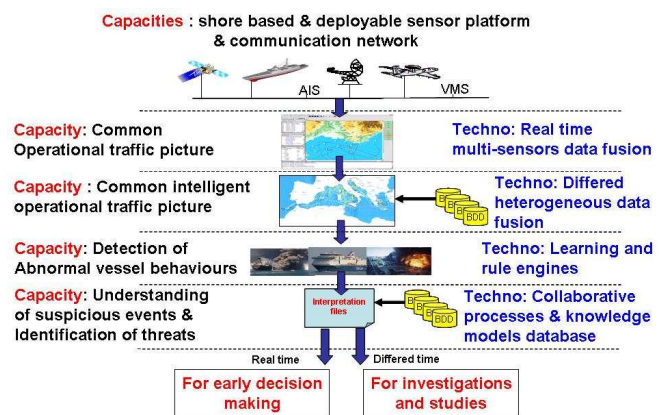 Capacities : shore based & deployable sensor platform
& communication network
AIS
VMS
Capacity: Common
Operational traffic picture
Techno: Real time
multi-sensors data fusion
Capacity : Common intelligent
operational traffic picture
Techno: Differed
heterogeneous data
fusion
BDD
Capacity: Detection of
Abnormal vessel behaviours
Techno: Learning and
rule engines
Capacity: Understanding
of suspicious events &
Identification of threats
Interpretation
files
BDD
Techno: Collaborative
processes & knowledge
models database
Real time
Differed time
For early decision
making
For investigations
and studies